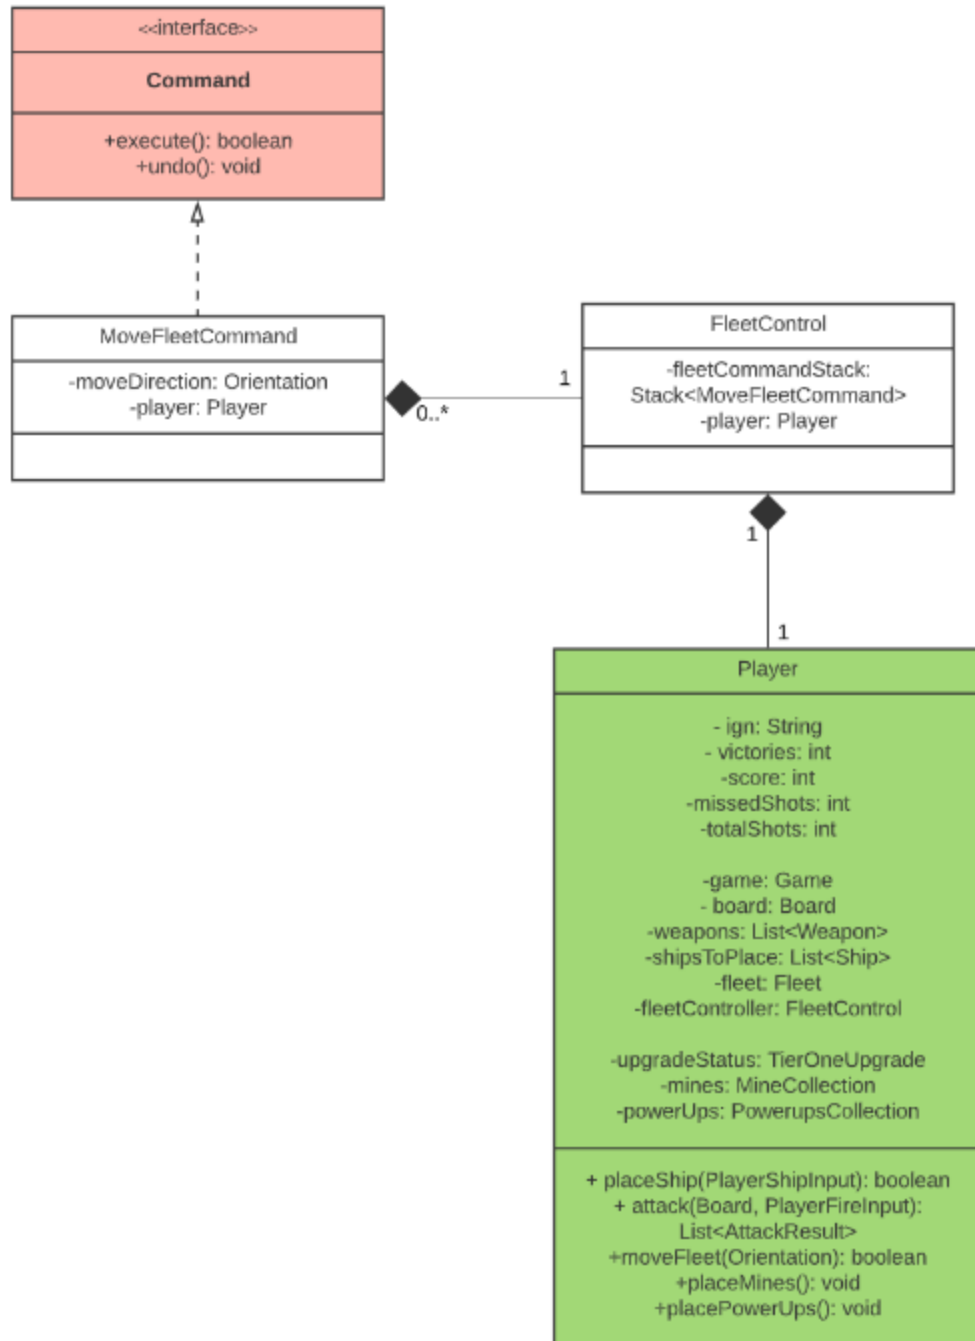 <<interface>>
Command
+execute(): boolean
+undo(): void
MoveFleetCommand
-moveDirection: Orientation
-player: Player
0..*
1
FleetControl
-fleetCommandStack:
Stack<MoveFleetCommand>
-player: Player
1
1
Player
- ign: String
- victories: int
-score: int
-missedShots: int
-totalShots: int
-game: Game
- board: Board
-weapons: List<Weapon>
-shipsToPlace: List<Ship>
-fleet: Fleet
-fleetController: FleetControl
-upgradeStatus: TierOneUpgrade
-mines: MineCollection
-powerUps: PowerupsCollection
+ placeShip(PlayerShipInput): boolean
+ attack(Board, PlayerFireInput):
List<AttackResult>
+moveFleet(Orientation): boolean
+placeMines(): void
+placePowerUps(): void